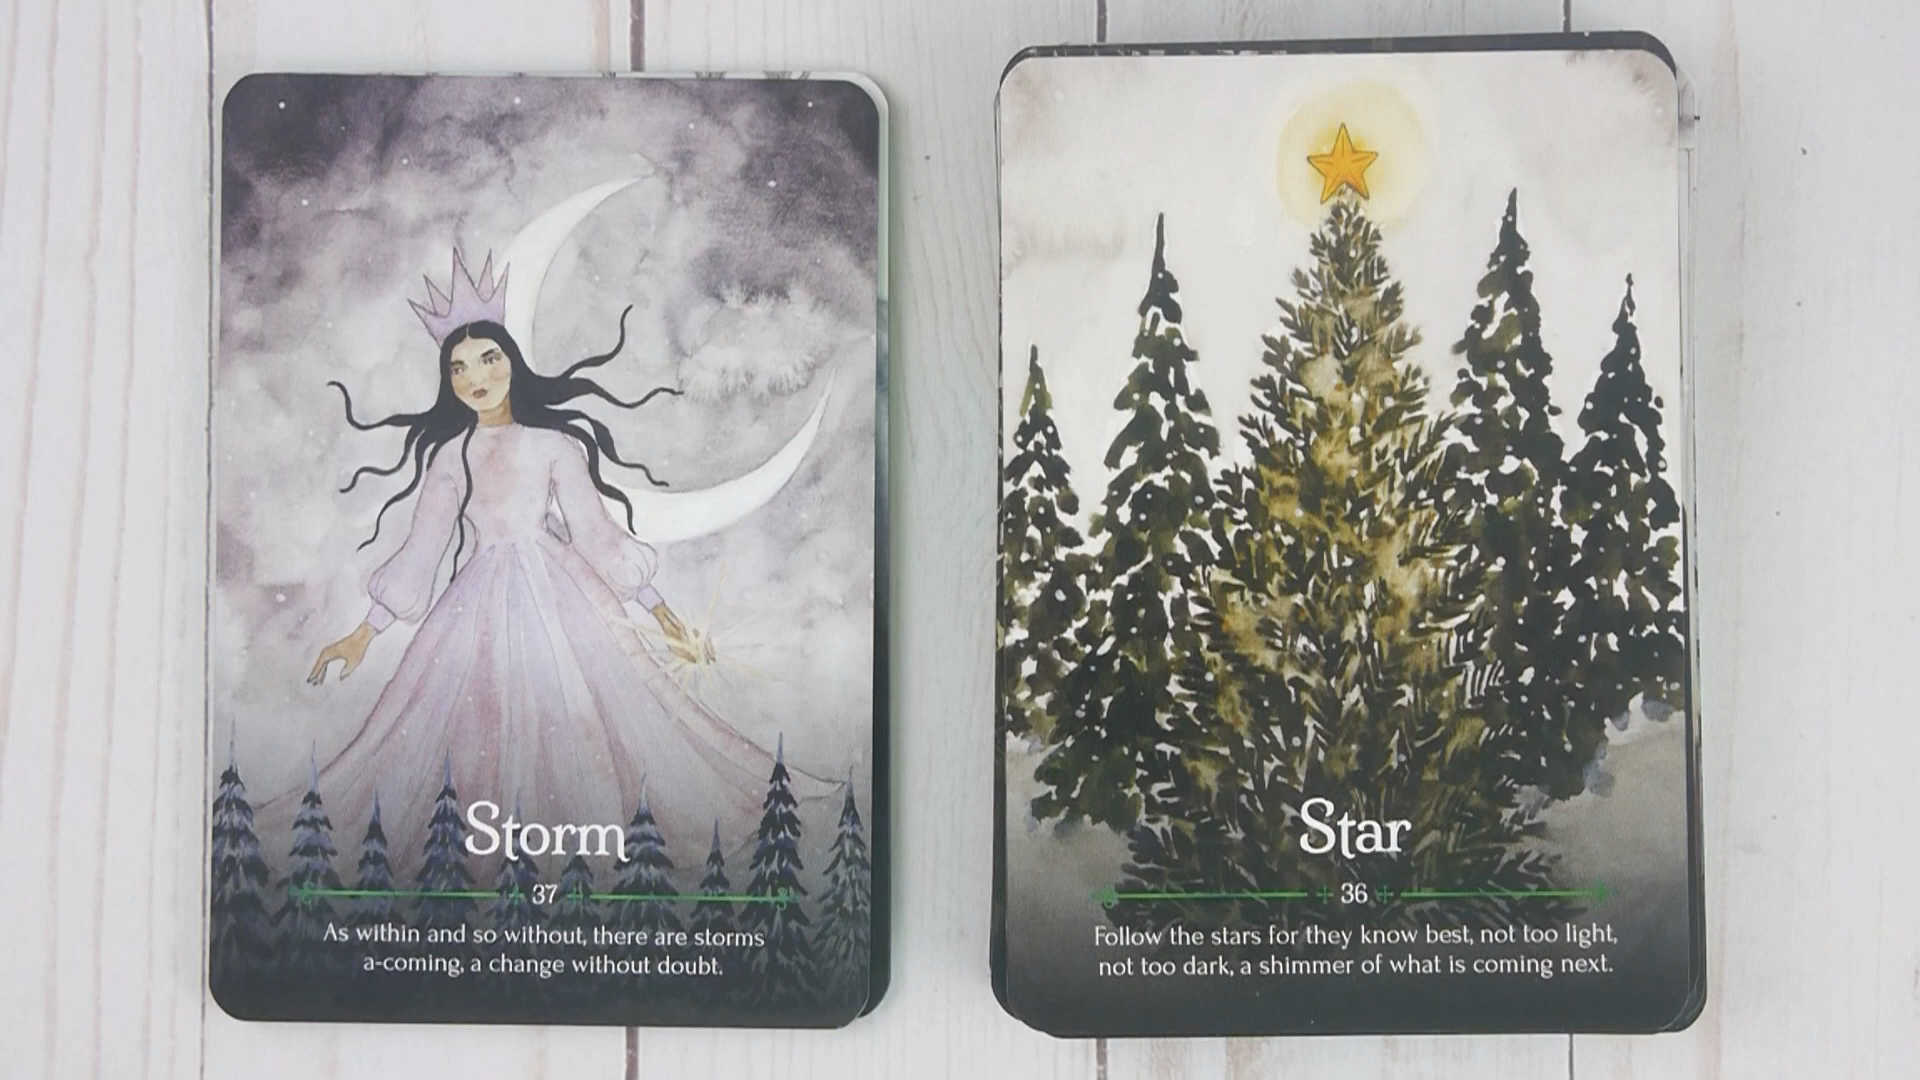 Storm
37
As within and so without, there are storms
a-coming, a change without doubt.
Star
36
Follow the stars for they know best, not too light,
not too dark, a shimmer of what is coming next.